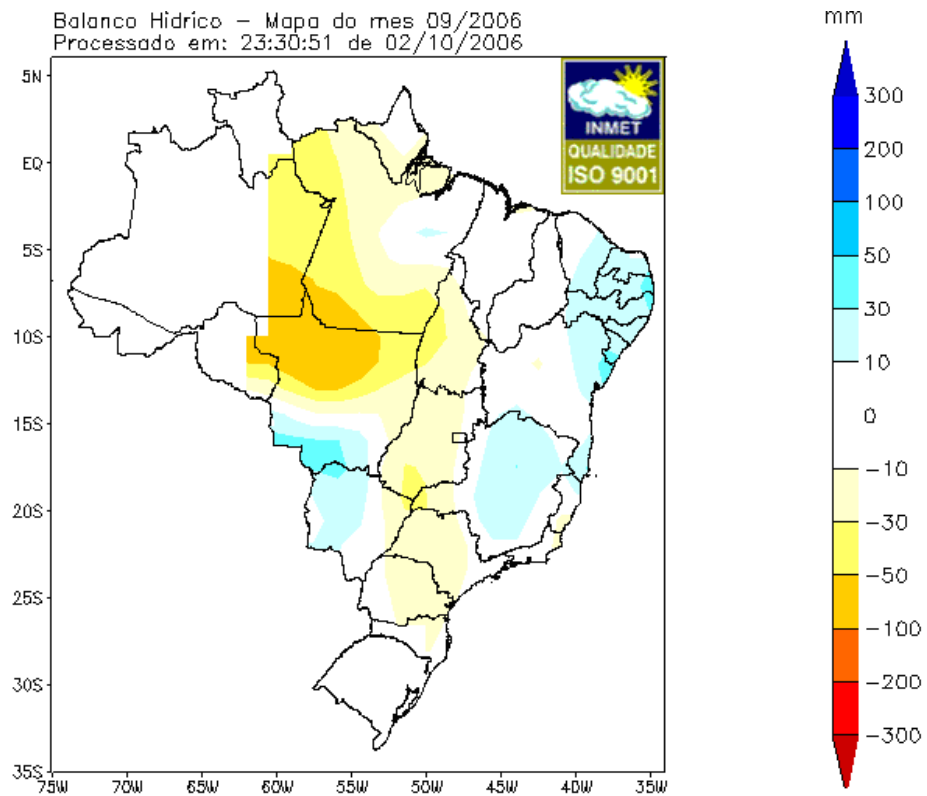 Balanco Hidrico – Mapa do mes 09/2006
Processado em: 23:30:51 de 02/10/2006
mm
INMET
QUALIDADE
ISO 9001
5N
EQ
5S
10S
15S
20S
25S
30S
35S
75W 70W 65W 60W 55W 50W 45W 40W 35W
300
200
100
50
30
10
0
−10
−30
−50
−100
−200
−300